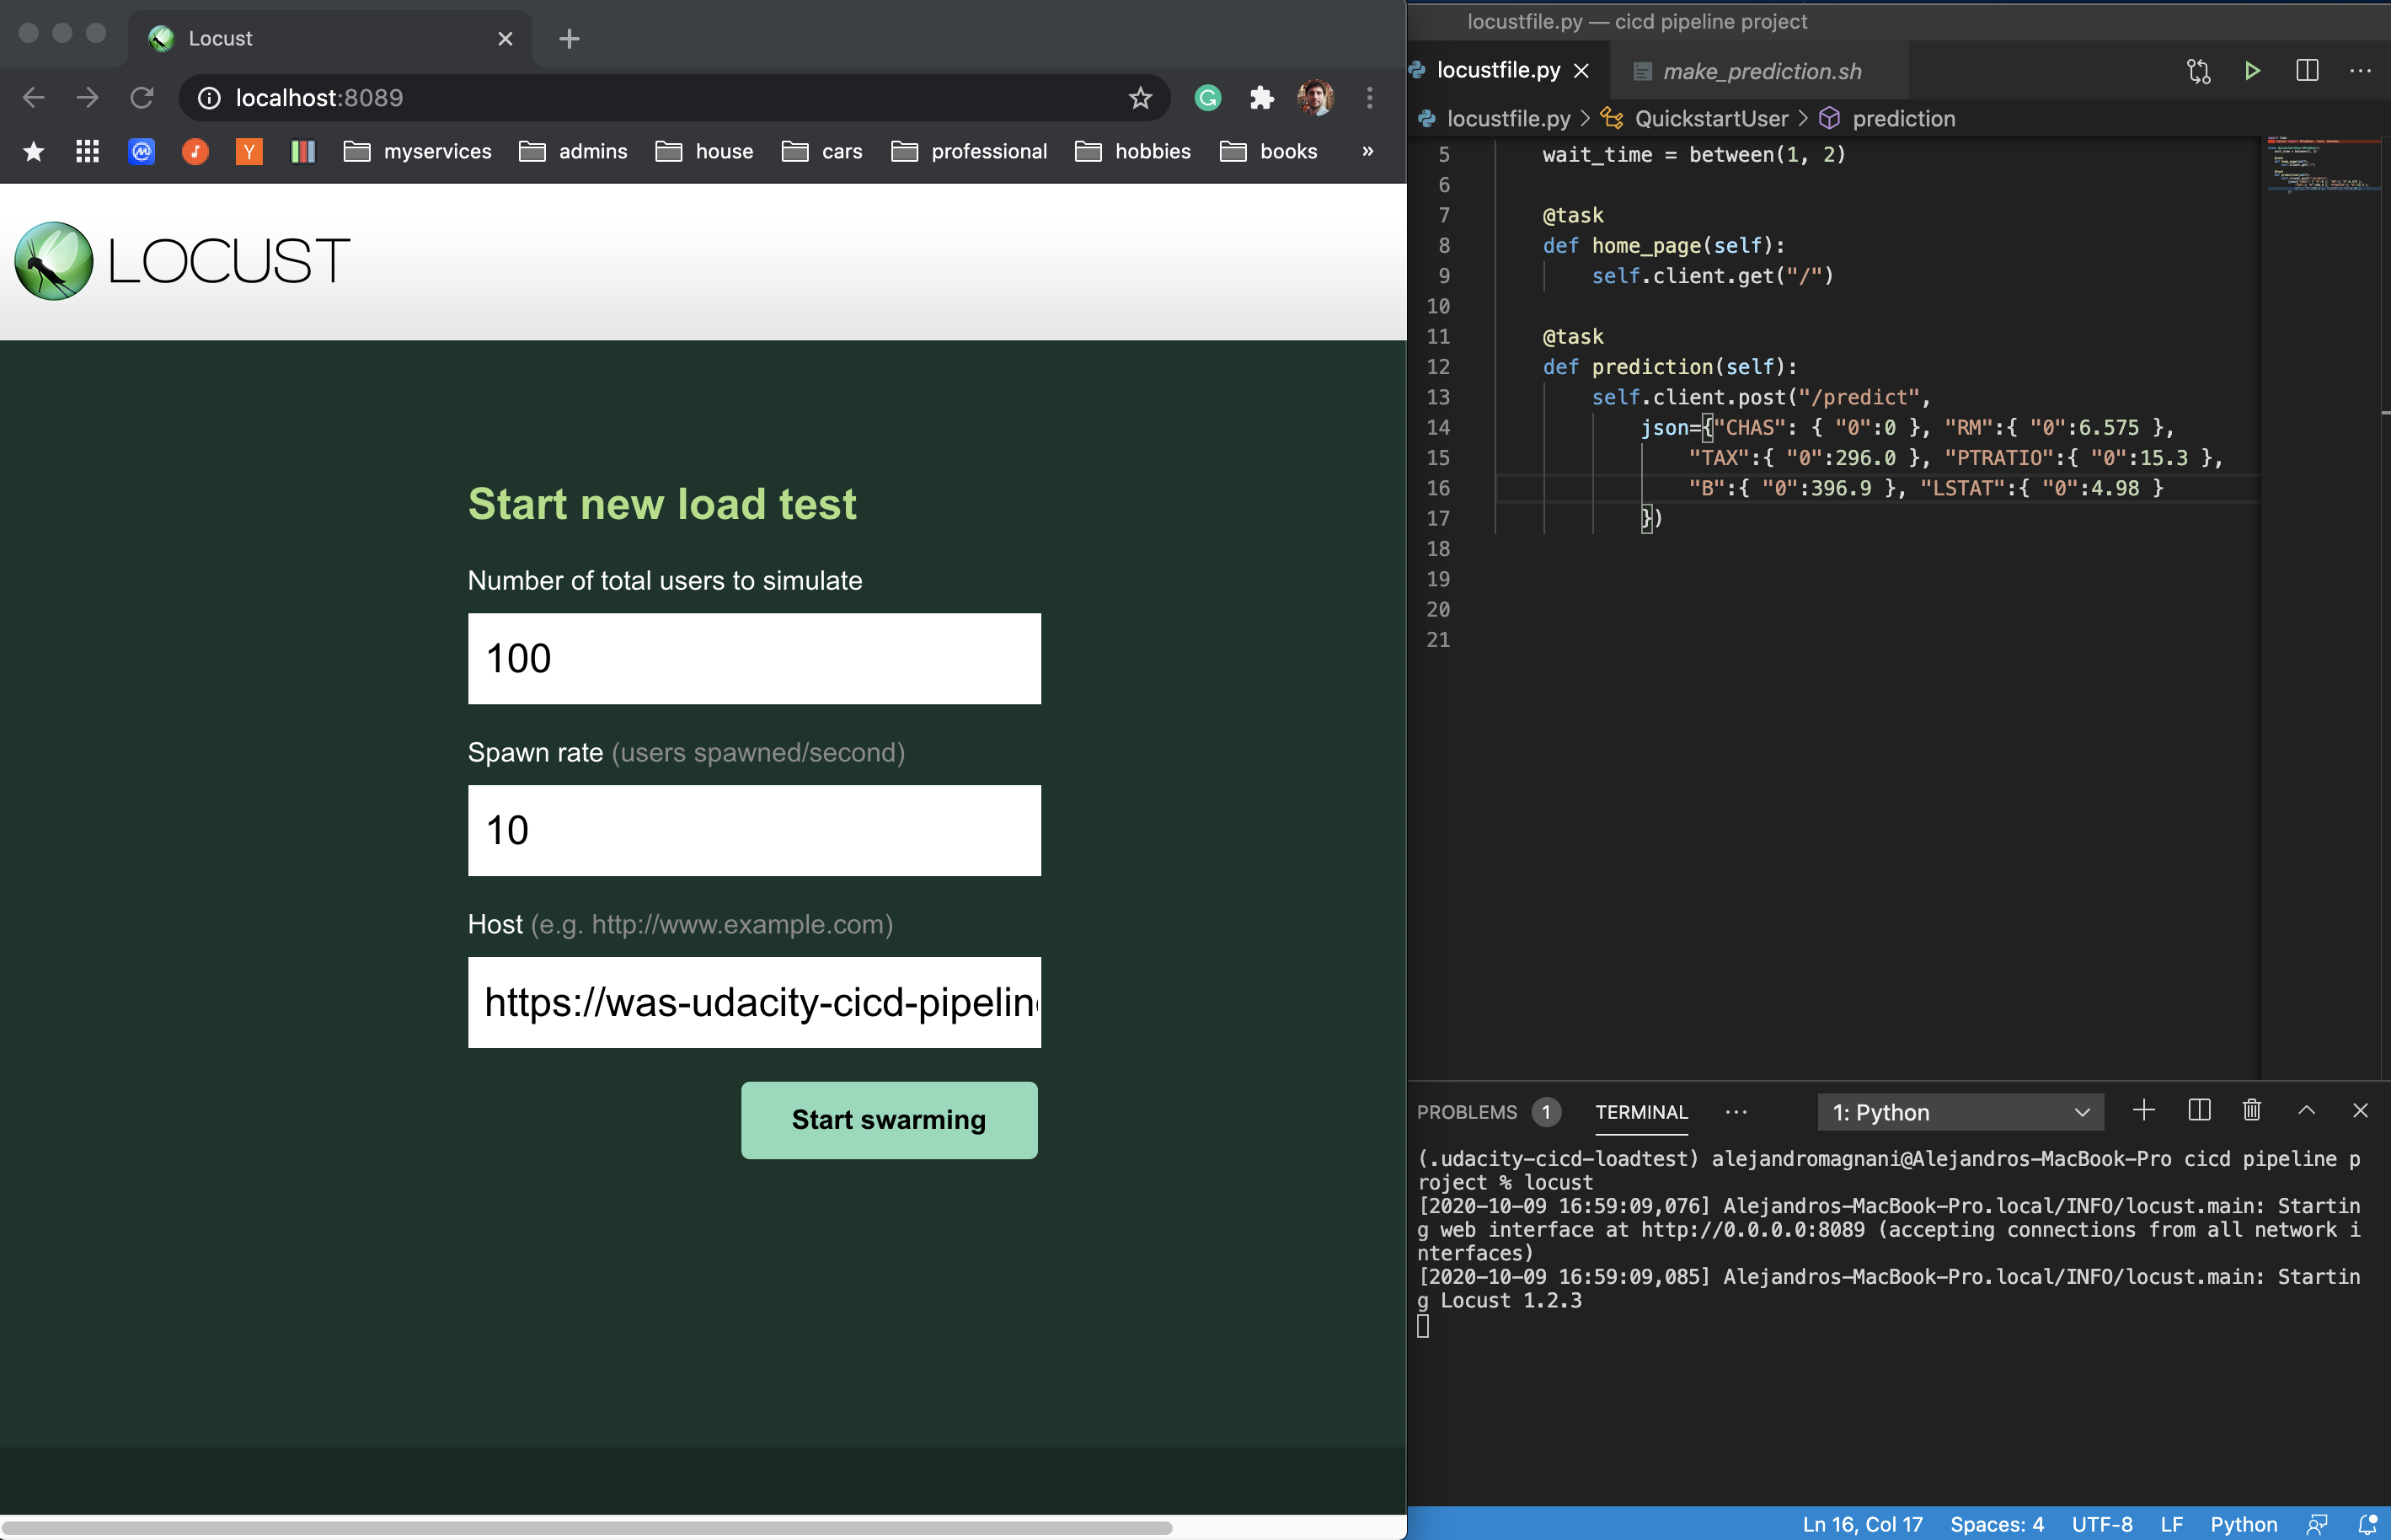 Locust
localhost:8089
myservices admins house cars professional hobbies books »
LOCUST
Start new load test
Number of total users to simulate
100
Spawn rate (users spawned/second)
10
Host (e.g. http://www.example.com)
https://was-udacity-cicd-pipelin
Start swarming
locustfile.py — cicd pipeline project
locustfile.py make_prediction.sh
locustfile.py > QuickstartUser > prediction
5 wait_time = between(1, 2)
6
7 @task
8 def home_page(self):
9 self.client.get("/")
10
11 @task
12 def prediction(self):
13 self.client.post("/predict",
14 json={"CHAS": { "0":0 }, "RM":{ "0":6.575 },
15 "TAX":{ "0":296.0 }, "PTRATIO":{ "0":15.3 },
16 "B":{ "0":396.9 }, "LSTAT":{ "0":4.98 }
17 })
18
19
20
21
PROBLEMS 1 TERMINAL ··· 1: Python
(.udacity-cicd-loadtest) alejandromagnani@Alejandros-MacBook-Pro cicd pipeline p
roject % locust
[2020-10-09 16:59:09,076] Alejandros-MacBook-Pro.local/INFO/locust.main: Startin
g web interface at http://0.0.0.0:8089 (accepting connections from all network i
nterfaces)
[2020-10-09 16:59:09,085] Alejandros-MacBook-Pro.local/INFO/locust.main: Startin
g Locust 1.2.3
Ln 16, Col 17 Spaces: 4 UTF-8 LF Python